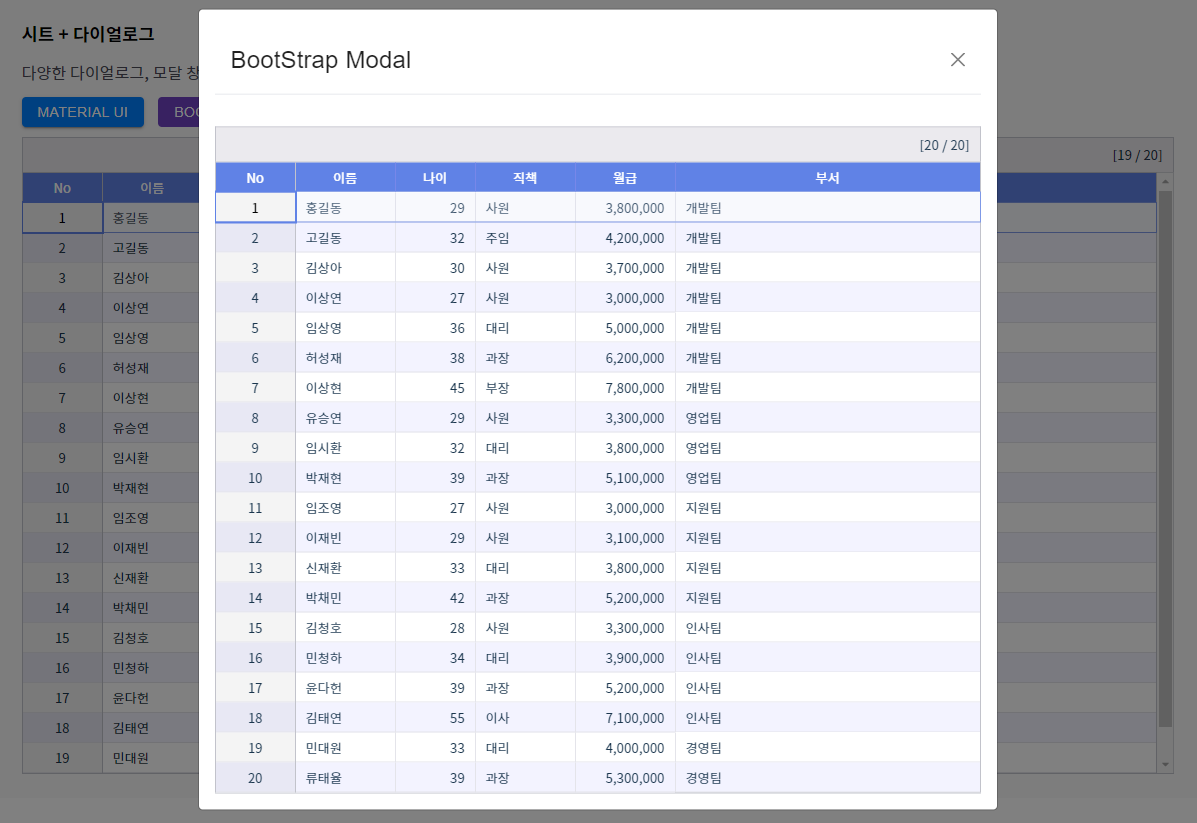 시트 + 다이얼로그
다양한 다이얼로그, 모달 창
MATERIAL UI
[19 / 20]
No 이름
1 홍길동
2 고길동
3 김상아
4 이상연
5 임상영
6 허성재
7 이상현
8 유승연
9 임시환
10 박재현
11 임조영
12 이재빈
13 신재환
14 박채민
15 김청호
16 민청하
17 윤다헌
18 김태연
19 민대원
BootStrap Modal
[20 / 20]
No 이름 나이 직책 월급 부서
1 홍길동 29 사원 3,800,000 개발팀
2 고길동 32 주임 4,200,000 개발팀
3 김상아 30 사원 3,700,000 개발팀
4 이상연 27 사원 3,000,000 개발팀
5 임상영 36 대리 5,000,000 개발팀
6 허성재 38 과장 6,200,000 개발팀
7 이상현 45 부장 7,800,000 개발팀
8 유승연 29 사원 3,300,000 영업팀
9 임시환 32 대리 3,800,000 영업팀
10 박재현 39 과장 5,100,000 영업팀
11 임조영 27 사원 3,000,000 지원팀
12 이재빈 29 사원 3,100,000 지원팀
13 신재환 33 대리 3,800,000 지원팀
14 박채민 42 과장 5,200,000 지원팀
15 김청호 28 사원 3,300,000 인사팀
16 민청하 34 대리 3,900,000 인사팀
17 윤다헌 39 과장 5,200,000 인사팀
18 김태연 55 이사 7,100,000 인사팀
19 민대원 33 대리 4,000,000 경영팀
20 류태율 39 과장 5,300,000 경영팀